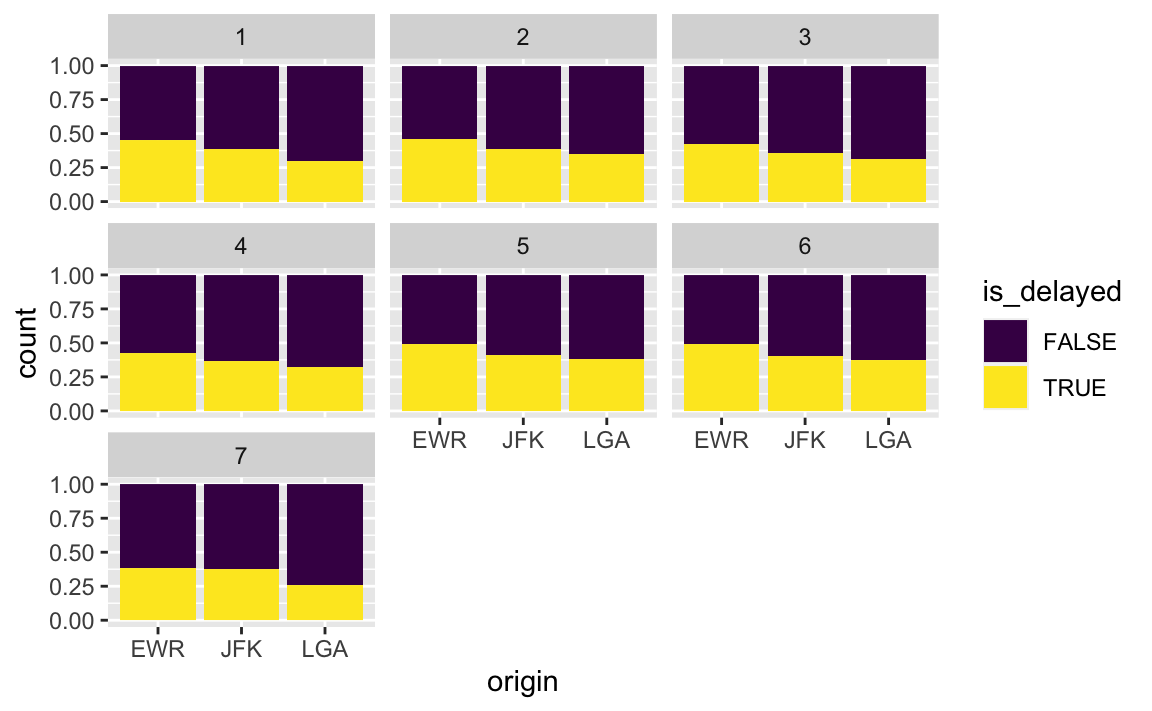 1 2 3
1.00
0.75
0.50
0.25
0.00
4 5 6
1.00
0.75
0.50
0.25
0.00
EWR JFK LGA EWR JFK LGA
7
1.00
0.75
0.50
0.25
0.00
EWR JFK LGA
origin
count
is_delayed
FALSE
TRUE